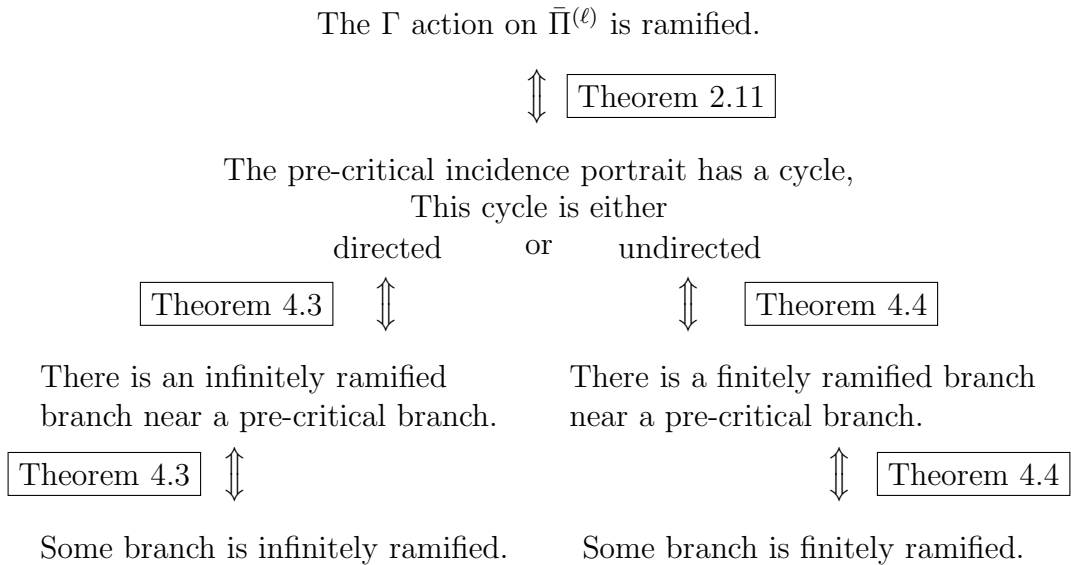 The Γ action on Π̄^(ℓ) is ramified.
⇕ Theorem 2.11
The pre-critical incidence portrait has a cycle,
This cycle is either
directed or undirected
Theorem 4.3 ⇕ ⇕ Theorem 4.4
There is an infinitely ramified
branch near a pre-critical branch.
There is a finitely ramified branch
near a pre-critical branch.
Theorem 4.3 ⇕ ⇕ Theorem 4.4
Some branch is infinitely ramified.
Some branch is finitely ramified.